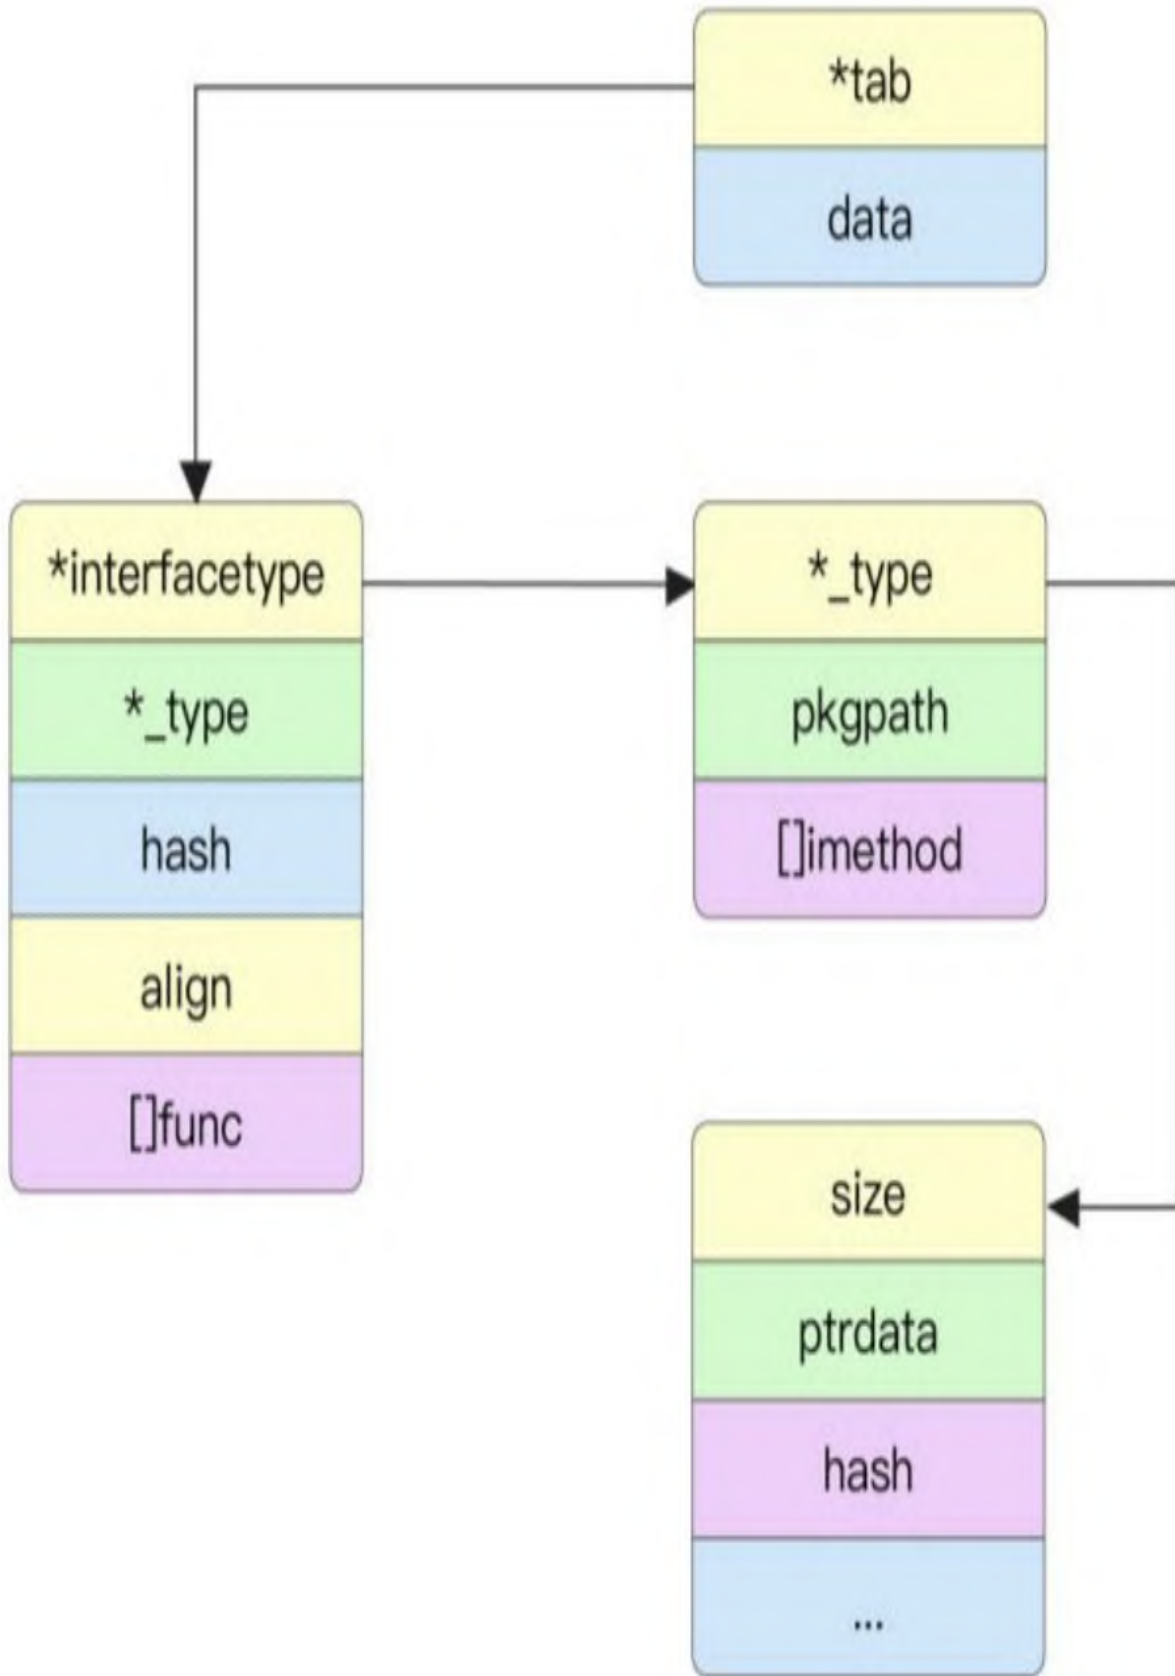 *tab
data
*interfacetype
*_type
hash
align
[]func
*_type
pkgpath
[]imethod
size
ptrdata
hash
...